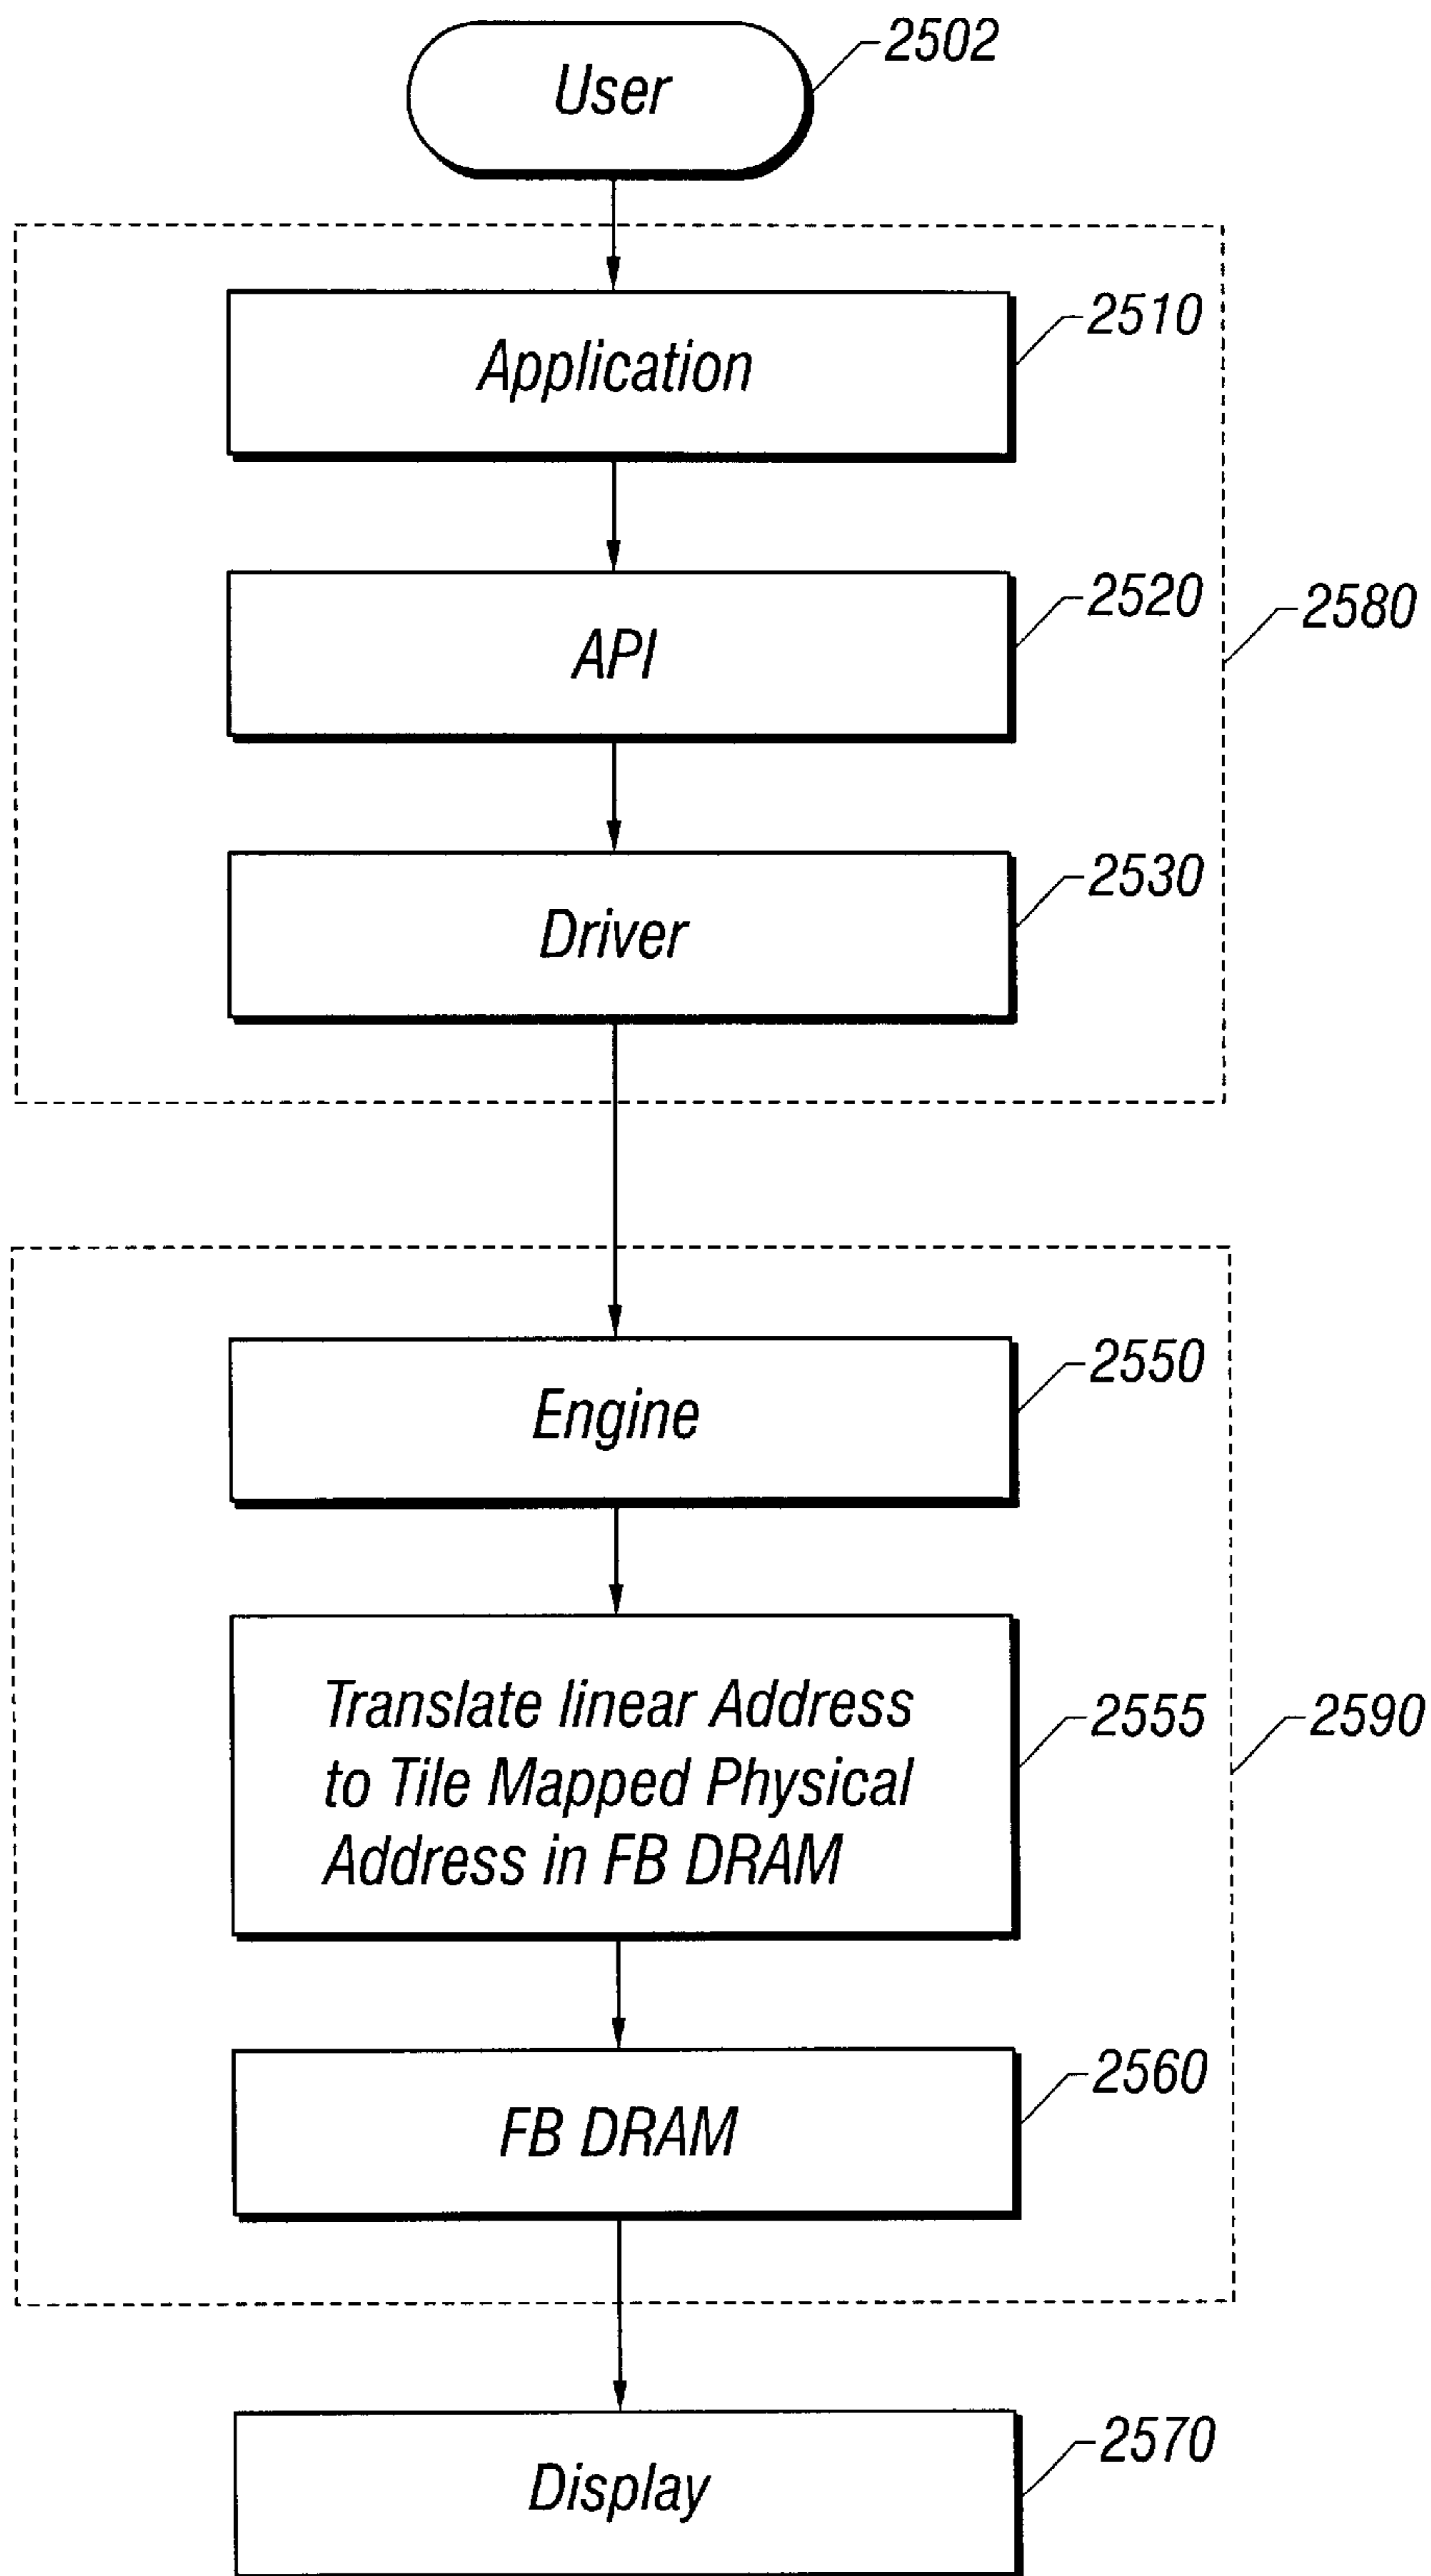 User
2502
Application
2510
API
2520
2580
Driver
2530
Engine
2550
Translate linear Address
to Tile Mapped Physical
Address in FB DRAM
2555
2590
FB DRAM
2560
Display
2570